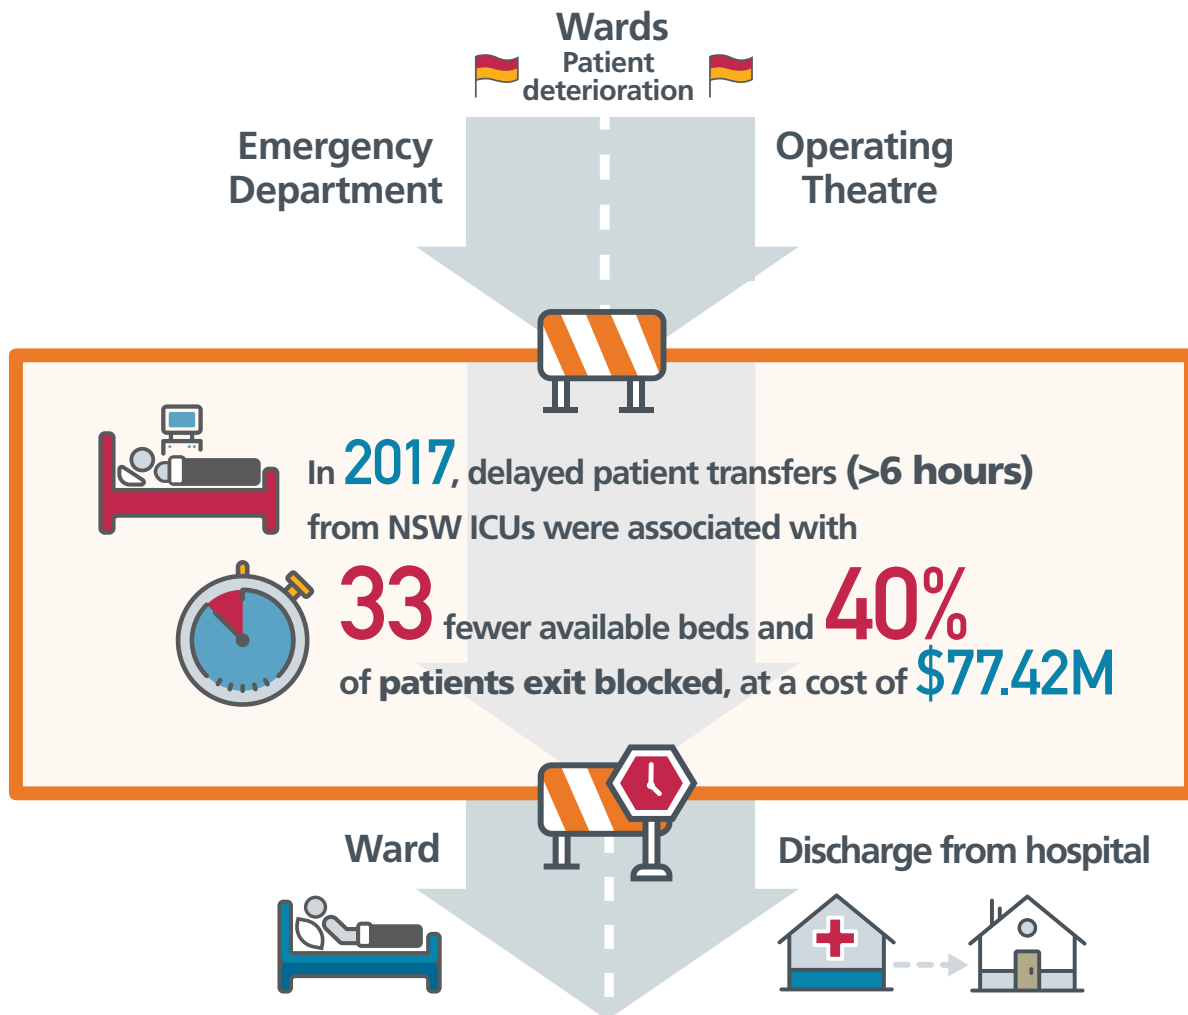 Wards
Patient
deterioration
Emergency
Department
Operating
Theatre
In 2017, delayed patient transfers (>6 hours)
from NSW ICUs were associated with
33 fewer available beds and 40%
of patients exit blocked, at a cost of $77.42M
Ward
Discharge from hospital